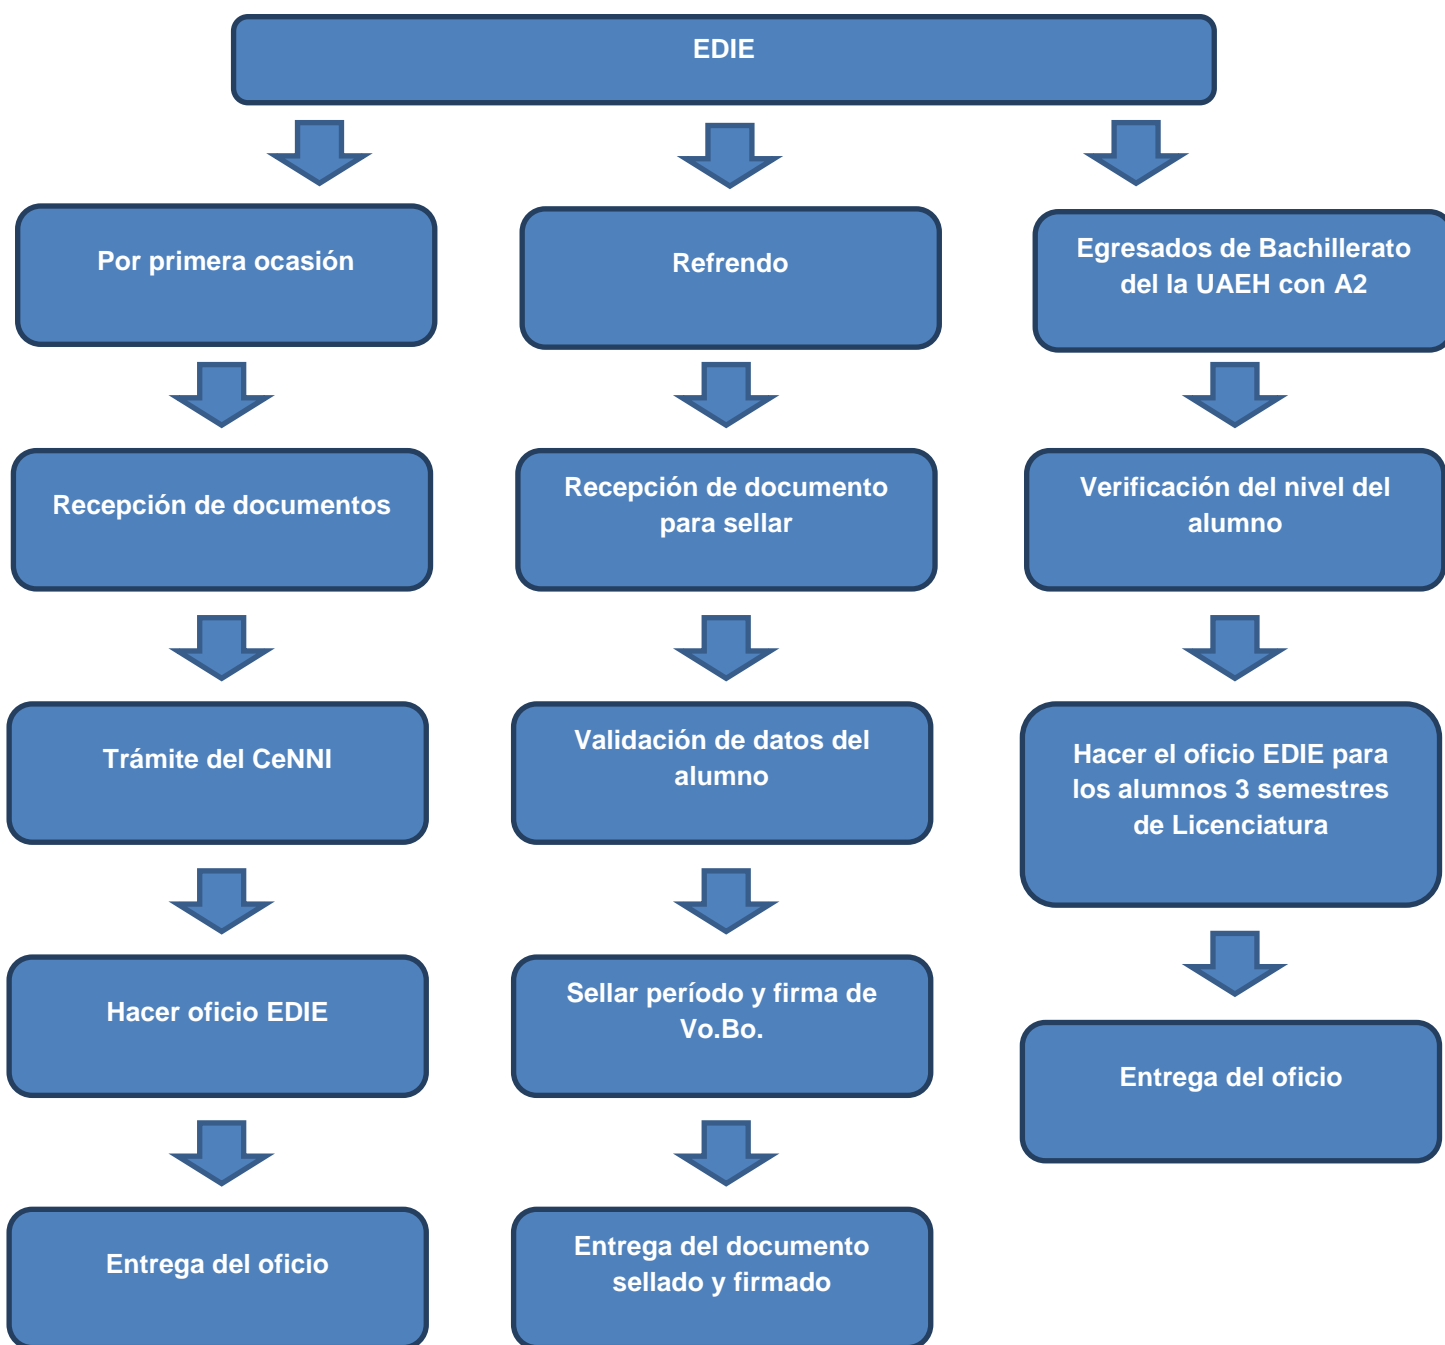 EDIE
Por primera ocasión
Refrendo
Egresados de Bachillerato
del la UAEH con A2
Recepción de documentos
Recepción de documento
para sellar
Verificación del nivel del
alumno
Trámite del CeNNI
Validación de datos del
alumno
Hacer el oficio EDIE para
los alumnos 3 semestres
de Licenciatura
Hacer oficio EDIE
Sellar período y firma de
Vo.Bo.
Entrega del oficio
Entrega del oficio
Entrega del documento
sellado y firmado